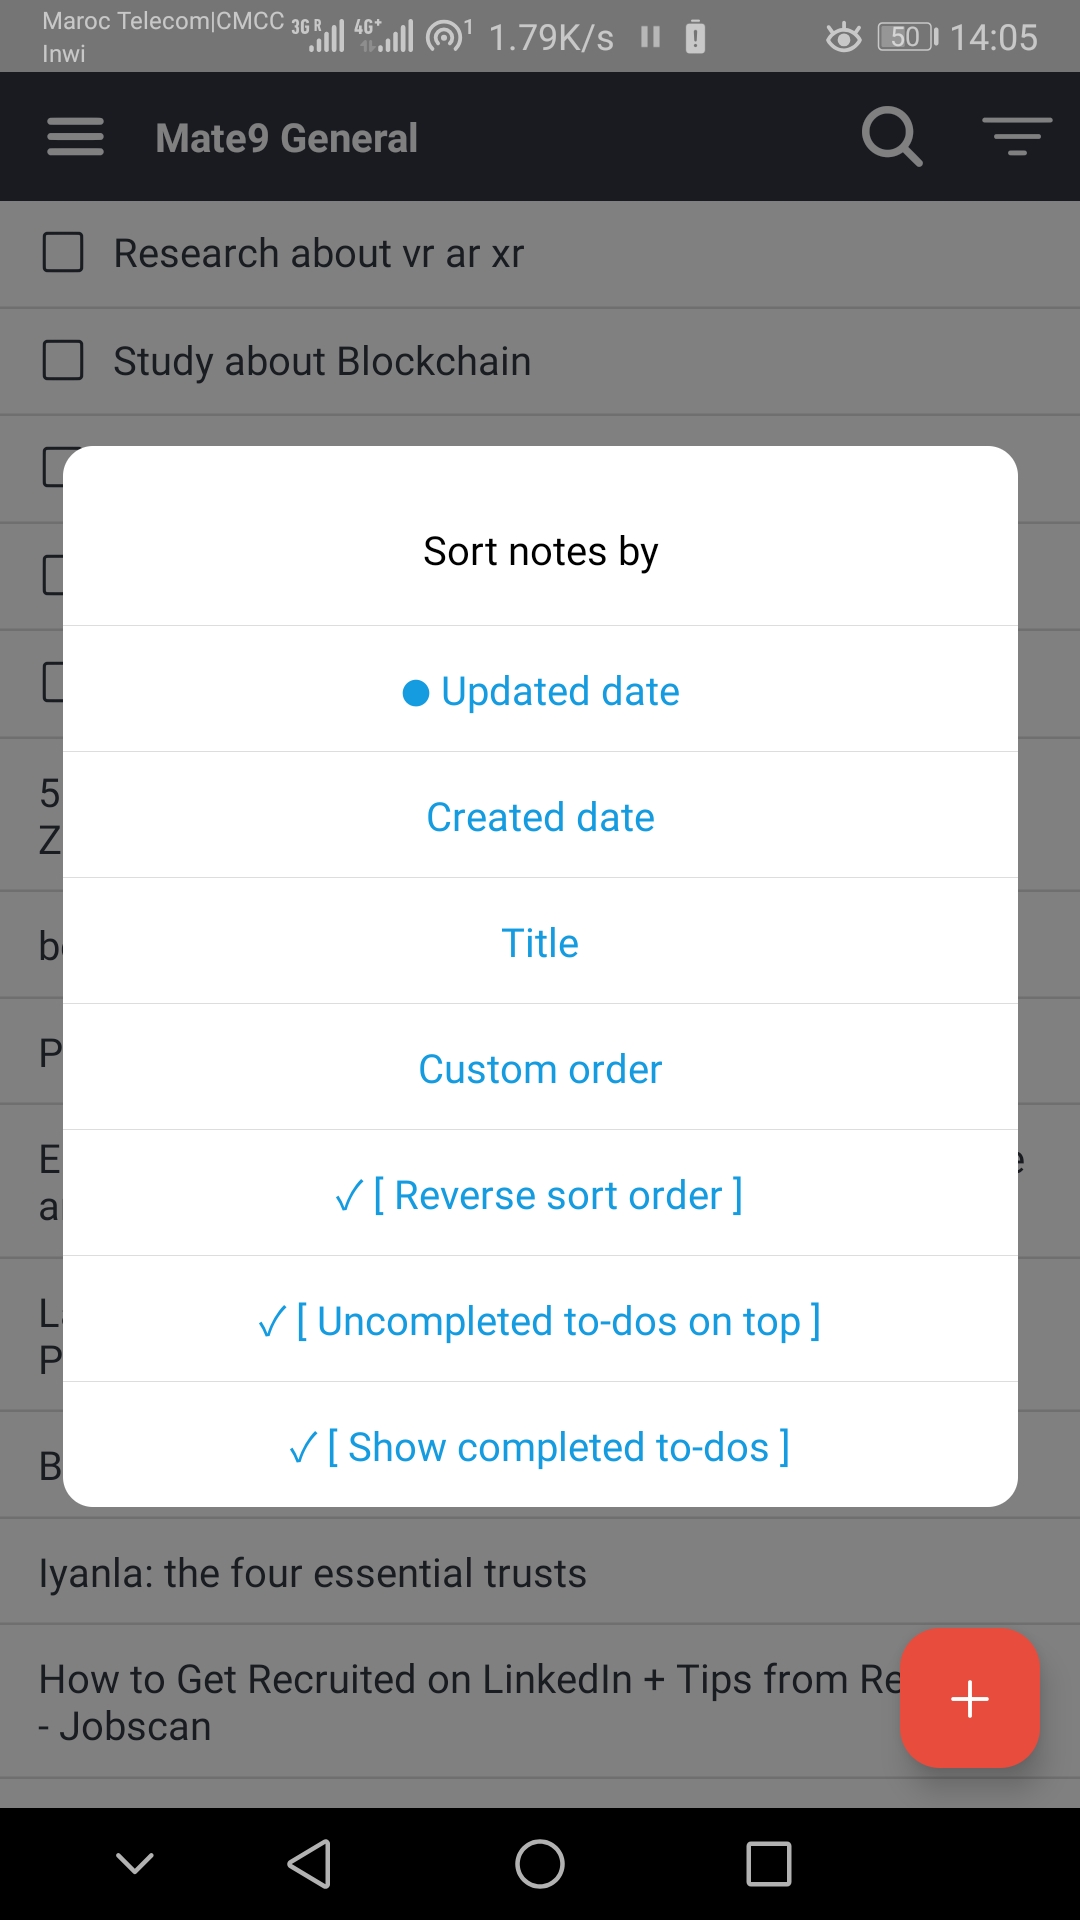 Maroc Telecom|CMCC 3G R 4G+ 1 1.79K/s 50 14:05
Inwi
Mate9 General
Research about vr ar xr
Study about Blockchain
Sort notes by
Updated date
5
Created date
Z
Title
b
P
Custom order
E e
✓ [ Reverse sort order ]
a
L
✓ [ Uncompleted to-dos on top ]
P
✓ [ Show completed to-dos ]
B
Iyanla: the four essential trusts
How to Get Recruited on LinkedIn + Tips from Re
- Jobscan